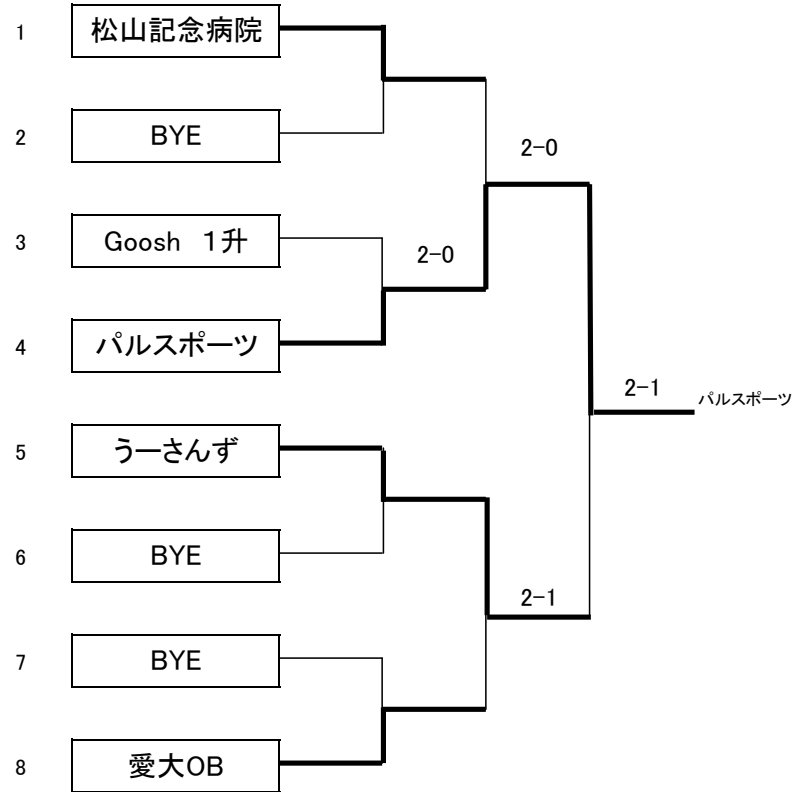 1 松山記念病院
2 BYE
2-0
3 Goosh　１升
2-0
4 パルスポーツ
2-1
パルスポーツ
5 うーさんず
6 BYE
2-1
7 BYE
8 愛大OB